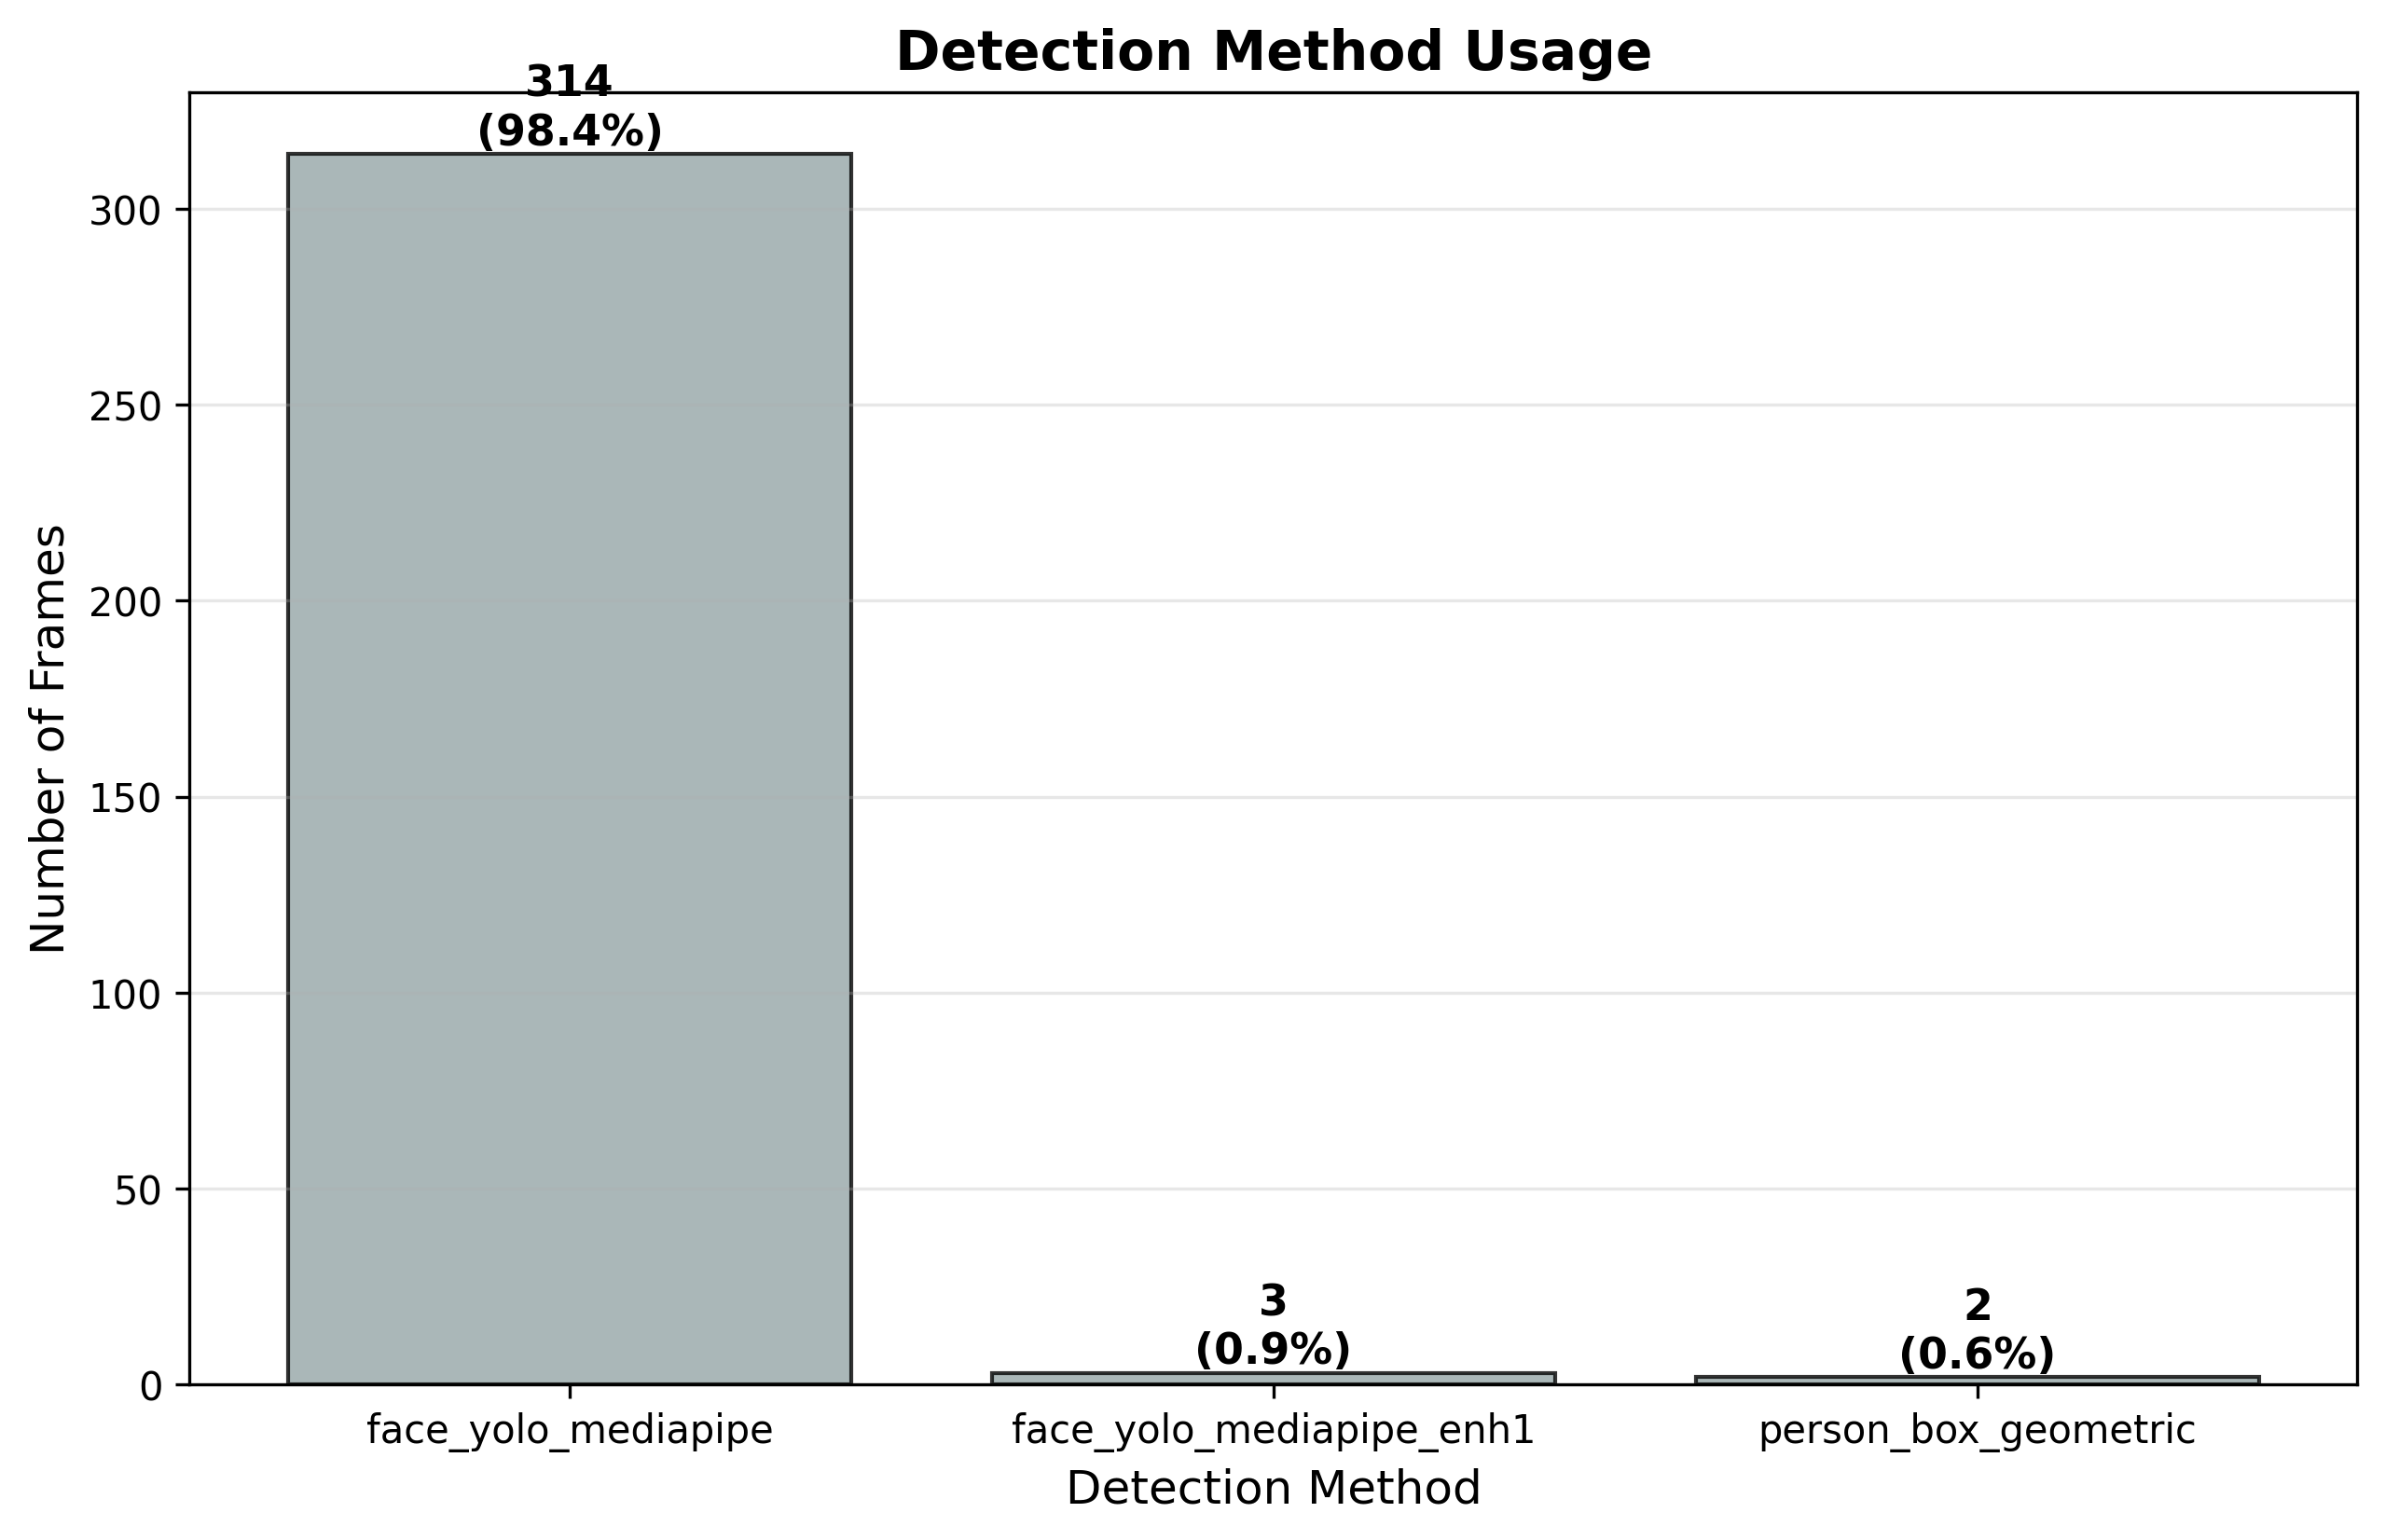 Detection Method Usage
314
(98.4%)
300
250
200
150
100
50
0
Number of Frames
3
(0.9%)
2
(0.6%)
face_yolo_mediapipe
face_yolo_mediapipe_enh1
person_box_geometric
Detection Method